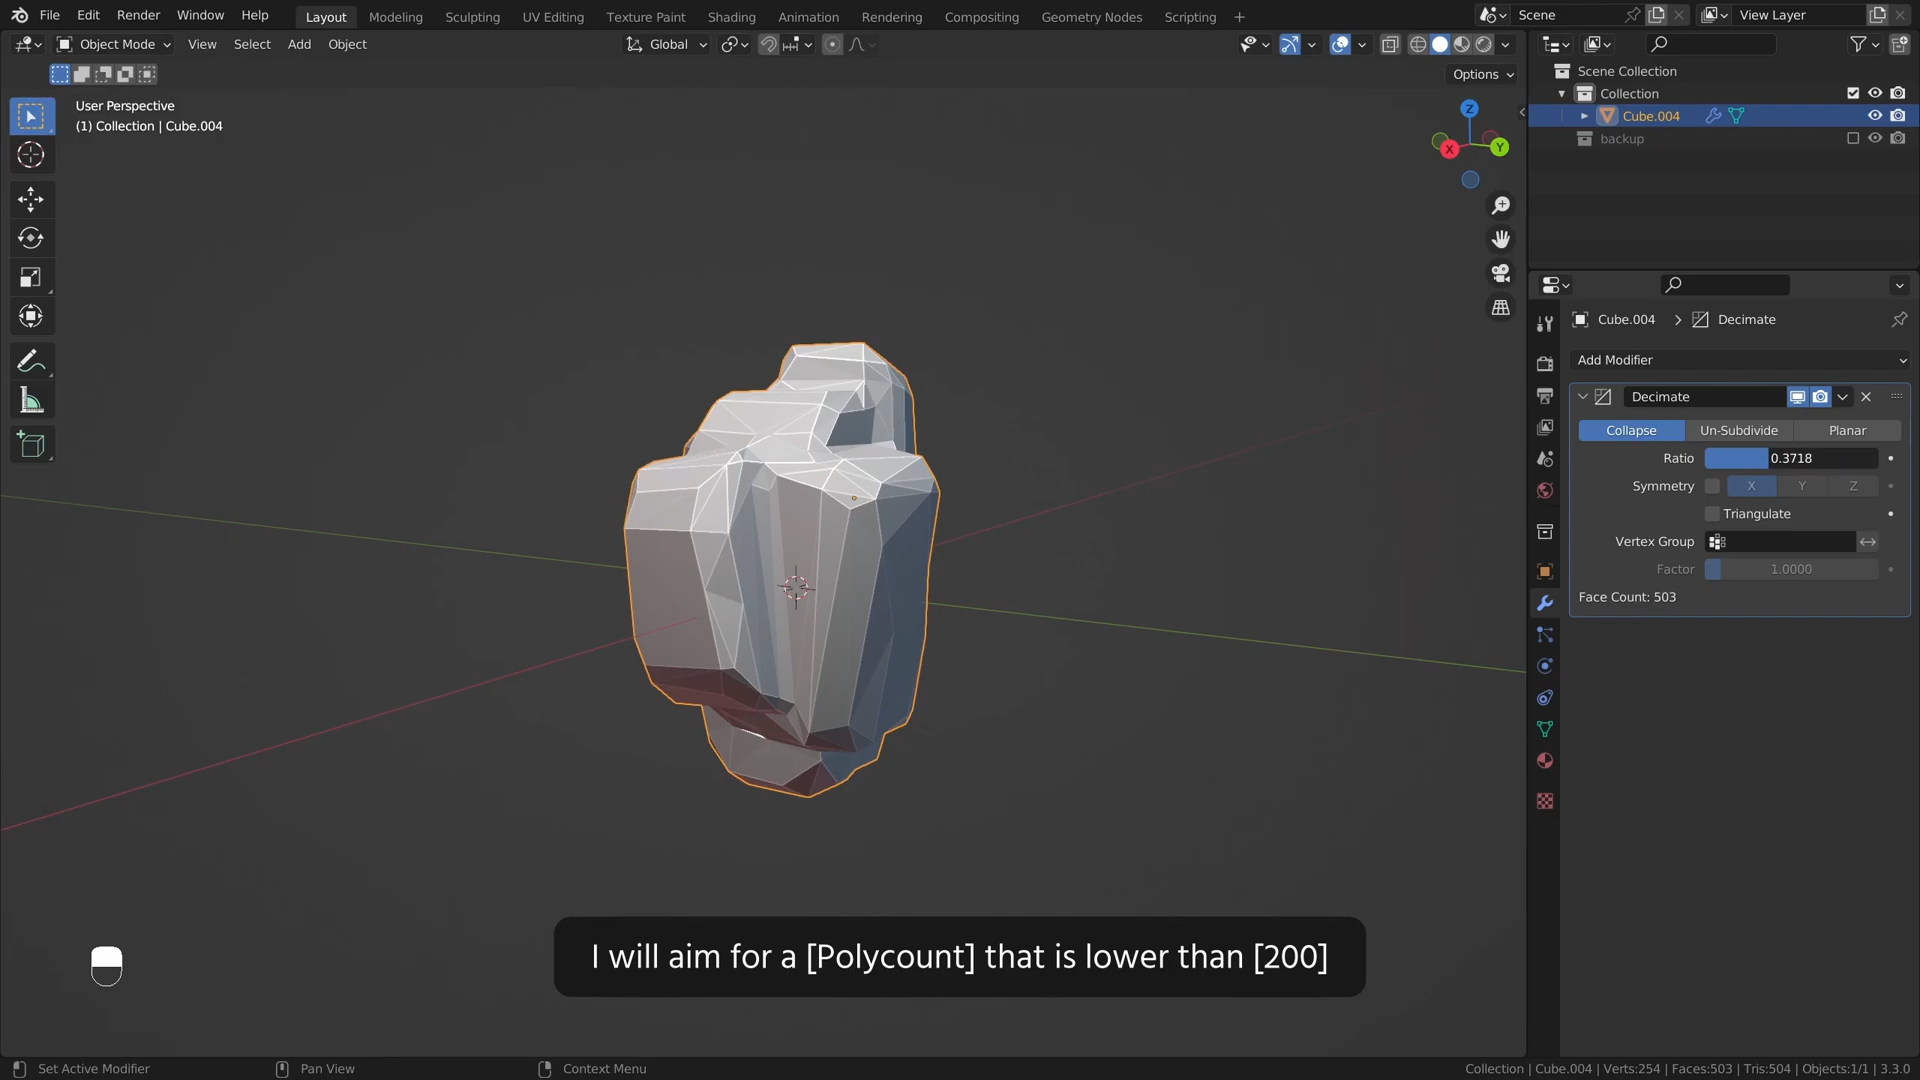 File Edit Render Window Help Layout Modeling Sculpting UV Editing Texture Paint Shading Animation Rendering Compositing Geometry Nodes Scripting + Scene View Layer
Object Mode View Select Add Object Global
Options
User Perspective
(1) Collection | Cube.004
Z
X
Y
Scene Collection
Collection
Cube.004
backup
Cube.004 > Decimate
Add Modifier
Decimate
Collapse Un-Subdivide Planar
Ratio 0.3718
Symmetry X Y Z
Triangulate
Vertex Group
Factor 1.0000
Face Count: 503
I will aim for a [Polycount] that is lower than [200]
Set Active Modifier Pan View Context Menu Collection | Cube.004 | Verts:254 | Faces:503 | Tris:504 | Objects:1/1 | 3.3.0